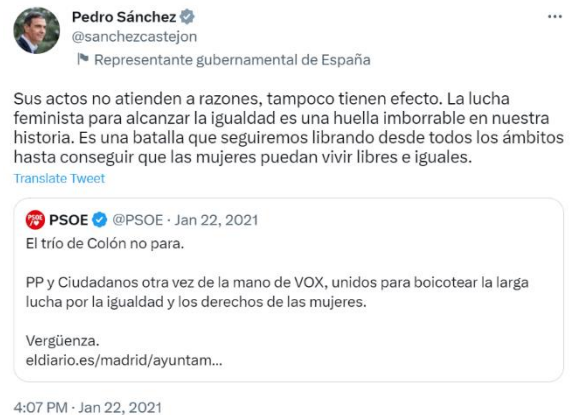 Pedro Sánchez
@sanchezcastejon
Representante gubernamental de España
Sus actos no atienden a razones, tampoco tienen efecto. La lucha
feminista para alcanzar la igualdad es una huella imborrable en nuestra
historia. Es una batalla que seguiremos librando desde todos los ámbitos
hasta conseguir que las mujeres puedan vivir libres e iguales.
Translate Tweet
PSOE @PSOE · Jan 22, 2021
El trío de Colón no para.
PP y Ciudadanos otra vez de la mano de VOX, unidos para boicotear la larga
lucha por la igualdad y los derechos de las mujeres.
Vergüenza.
eldiario.es/madrid/ayuntam...
4:07 PM · Jan 22, 2021